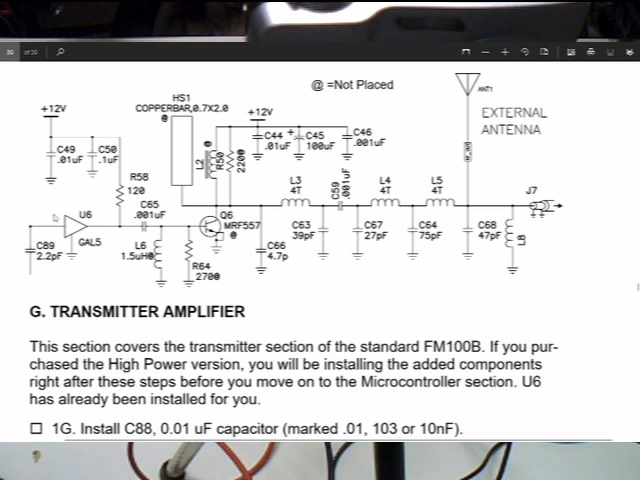 @ =Not Placed
HS1
COPPERBAR,0.7X2.0
@
+12V
+12V
ANT1
EXTERNAL
ANTENNA
C49
.01uF
C50
.1uF
R58
120
L2
@
R50
220@
C44
.01uF
+
C45
100uF
C46
.001uF
C65
.001uF
U6
GAL5
Q6
MRF557
@
L3
4T
C59
.001uF
L4
4T
L5
4T
J7
C89
2.2pF
L6
1.5uH@
R64
270@
C66
4.7p
C63
39pF
C67
27pF
C64
75pF
C68
47pF
L8
G. TRANSMITTER AMPLIFIER
This section covers the transmitter section of the standard FM100B. If you pur-
chased the High Power version, you will be installing the added components
right after these steps before you move on to the Microcontroller section. U6
has already been installed for you.
1G. Install C88, 0.01 uF capacitor (marked .01, 103 or 10nF).